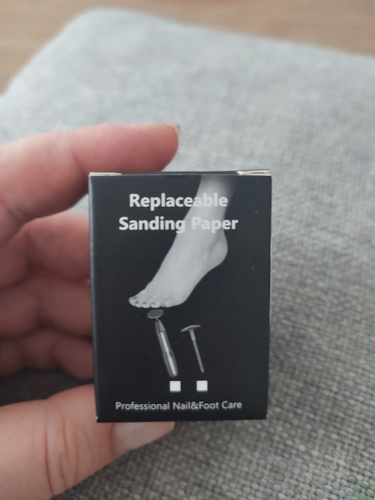 Replaceable
Sanding Paper
Professional Nail&Foot Care